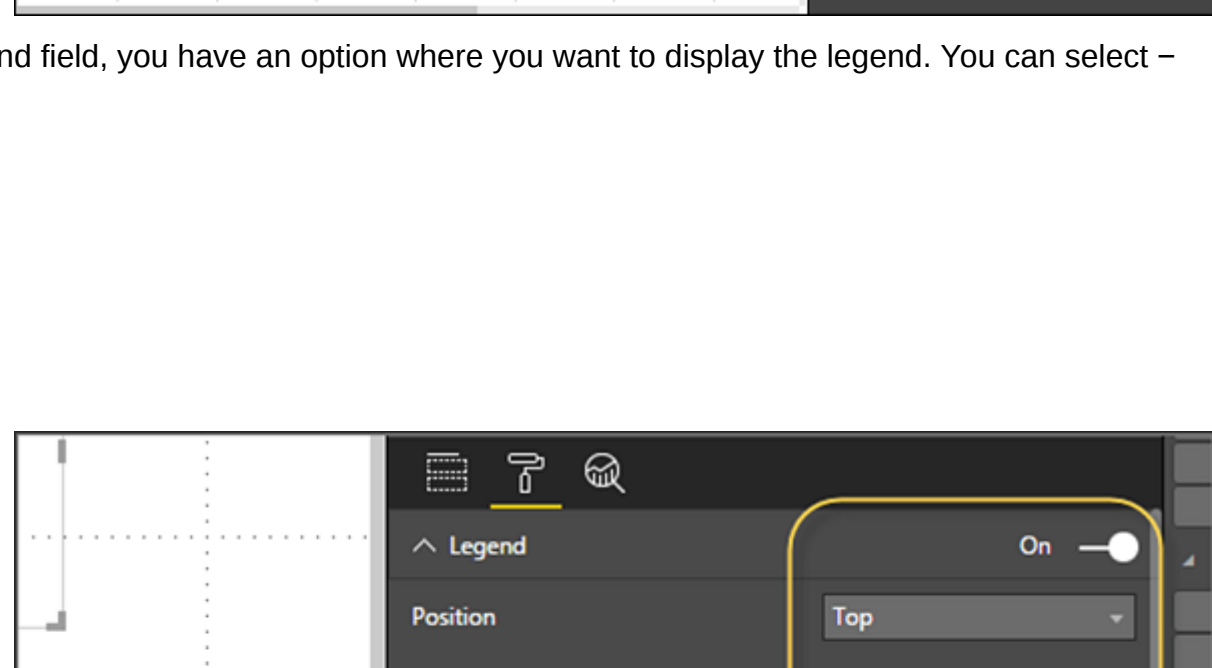 nd field, you have an option where you want to display the legend. You can select −
Legend On
Position Top